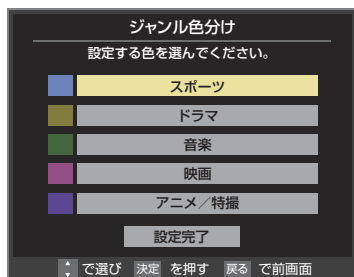 ジャンル色分け
設定する色を選んでください。
スポーツ
ドラマ
音楽
映画
アニメ／特撮
設定完了
で選び 決定 を押す 戻る で前画面